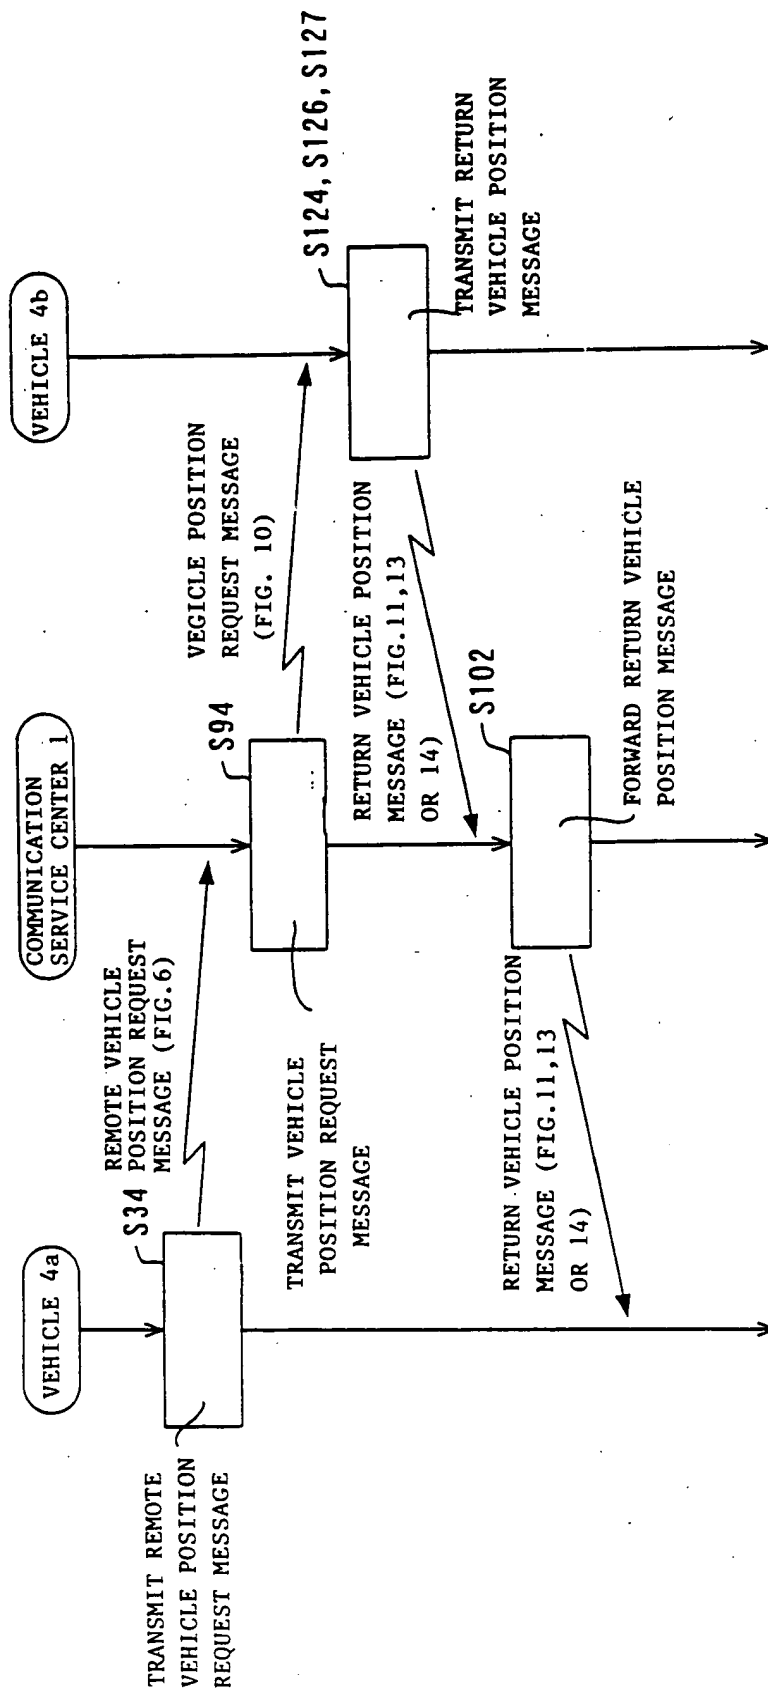 VEHICLE 4a
COMMUNICATION
SERVICE CENTER 1
VEHICLE 4b
S34
TRANSMIT REMOTE
VEHICLE POSITION
REQUEST MESSAGE
REMOTE VEHICLE
POSITION REQUEST
MESSAGE (FIG.6)
S94
TRANSMIT VEHICLE
POSITION REQUEST
MESSAGE
VEGICLE POSITION
REQUEST MESSAGE
(FIG. 10)
S124, S126, S127
TRANSMIT RETURN
VEHICLE POSITION
MESSAGE
RETURN VEHICLE POSITION
MESSAGE (FIG.11,13
OR 14)
S102
FORWARD RETURN VEHICLE
POSITION MESSAGE
RETURN VEHICLE POSITION
MESSAGE (FIG.11,13
OR 14)